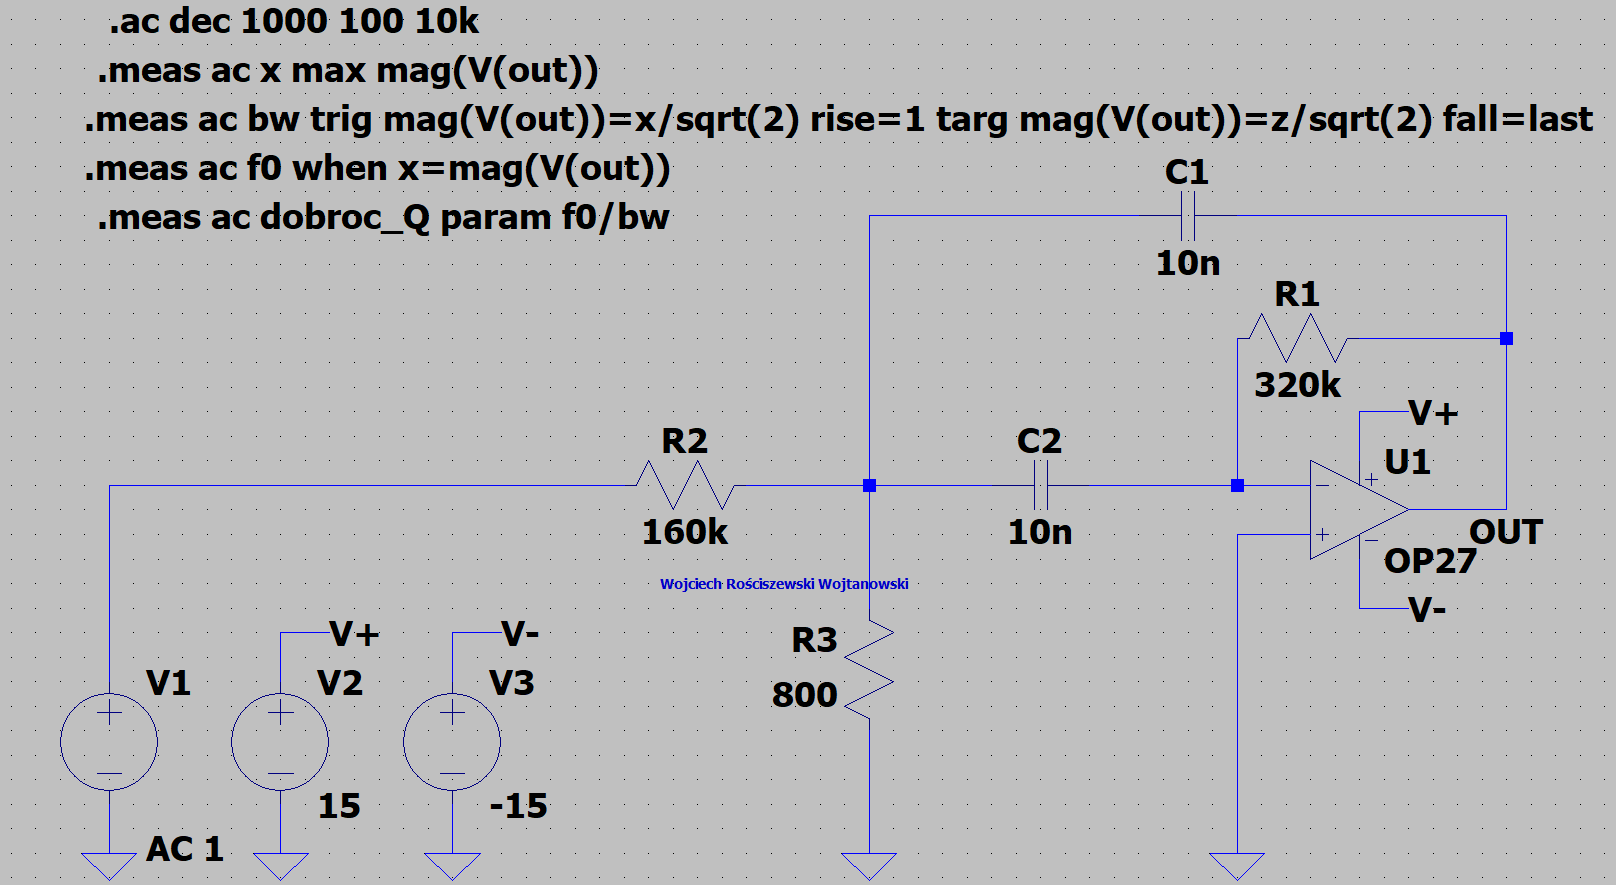 .ac dec 1000 100 10k
.meas ac x max mag(V(out))
.meas ac bw trig mag(V(out))=x/sqrt(2) rise=1 targ mag(V(out))=z/sqrt(2) fall=last
.meas ac f0 when x=mag(V(out))
.meas ac dobroc_Q param f0/bw
C1
10n
R1
320k
V+
U1
R2
160k
C2
10n
OUT
OP27
V-
Wojciech Rościszewski Wojtanowski
R3
800
V+
V-
V1
V2
V3
15
-15
AC 1